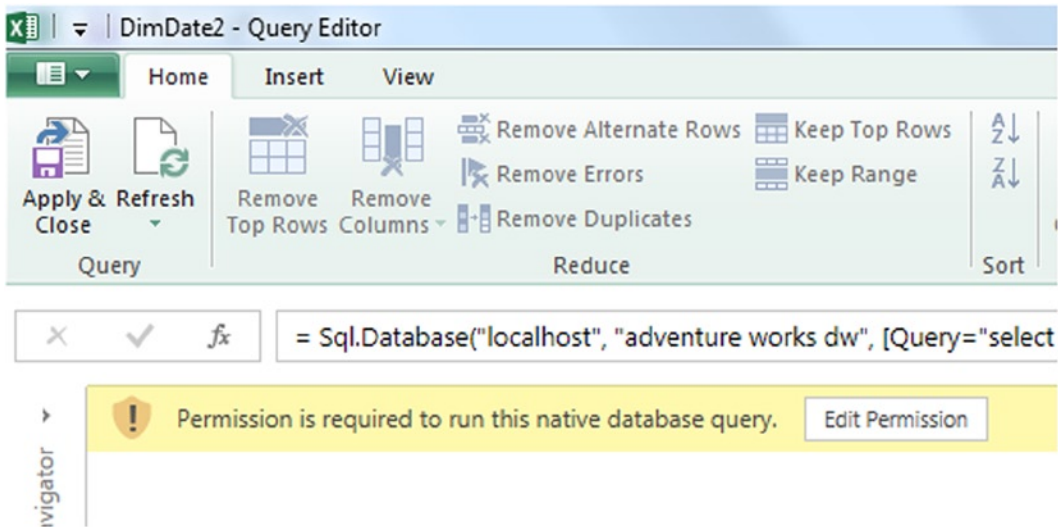 DimDate2 - Query Editor
Home Insert View
Remove Alternate Rows Keep Top Rows
Remove Errors Keep Range
Remove Duplicates
Apply & Close
Refresh
Remove Top Rows
Remove Columns
Query Reduce Sort
fx = Sql.Database("localhost", "adventure works dw", [Query="select
Permission is required to run this native database query. Edit Permission